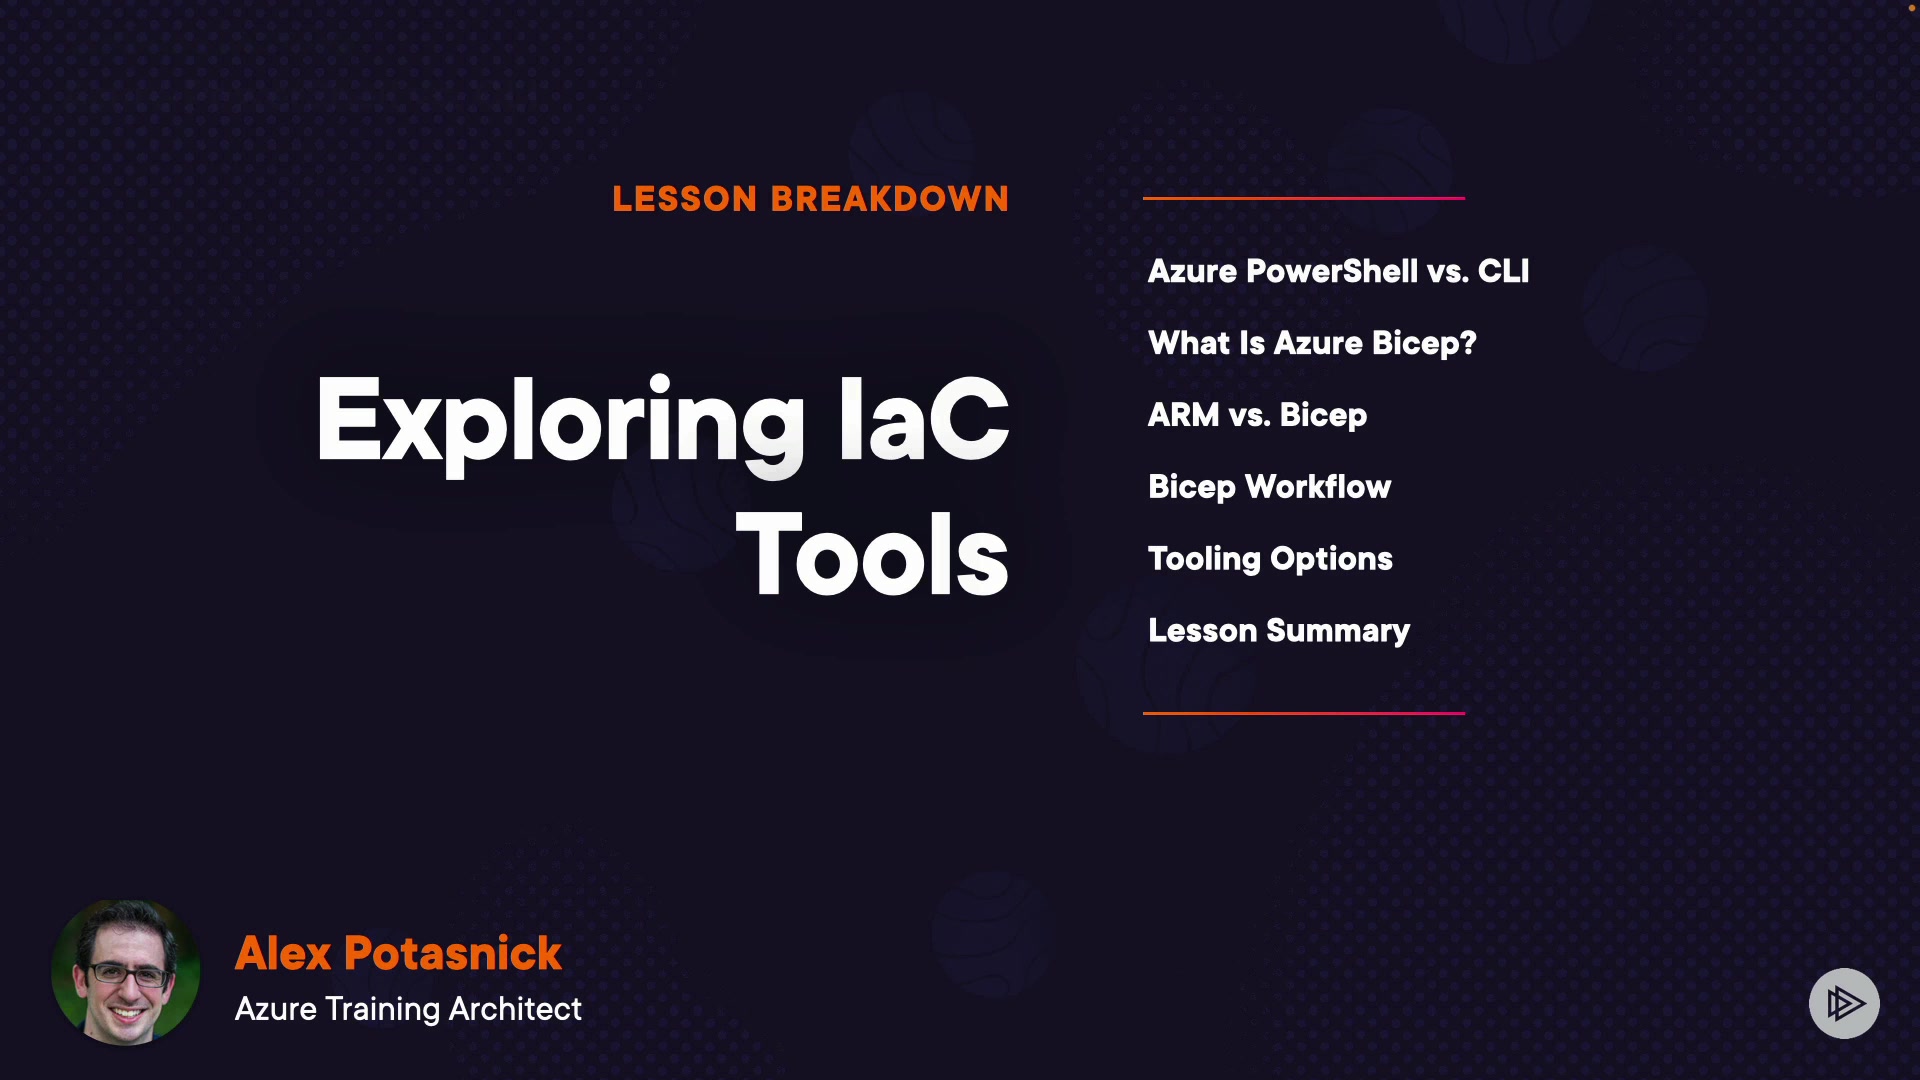 LESSON BREAKDOWN
Exploring IaC
Tools
Azure PowerShell vs. CLI
What Is Azure Bicep?
ARM vs. Bicep
Bicep Workflow
Tooling Options
Lesson Summary
Alex Potasnick
Azure Training Architect